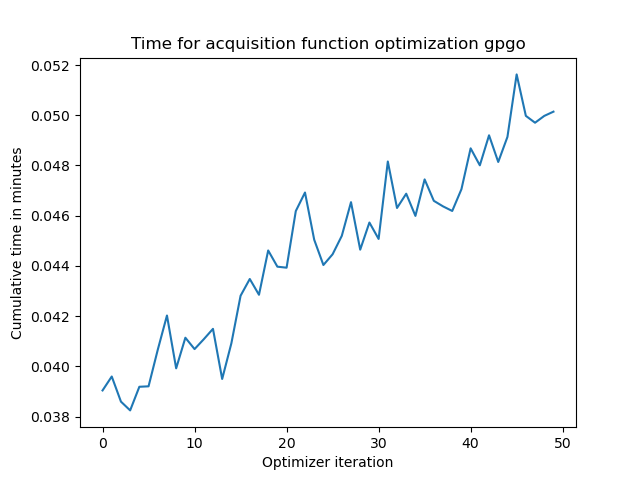 Time for acquisition function optimization gpgo
Cumulative time in minutes
0.052
0.050
0.048
0.046
0.044
0.042
0.040
0.038
0 10 20 30 40 50
Optimizer iteration